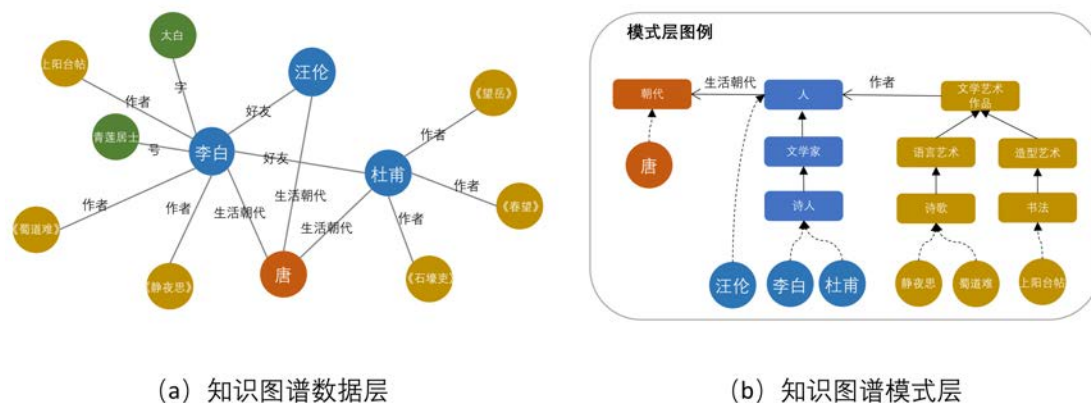 太白
上阳台帖
汪伦
字
作者
好友
《望岳》
青莲居士
号
李白
好友
作者
杜甫
作者
作者
作者
生活朝代
生活朝代
生活朝代
作者
《春望》
《蜀道难》
唐
《静夜思》
《石壕吏》
(a) 知识图谱数据层
模式层图例
朝代
生活朝代
人
作者
文学艺术
作品
唐
文学家
语言艺术
造型艺术
诗人
诗歌
书法
汪伦
李白
杜甫
静夜思
蜀道难
上阳台帖
(b) 知识图谱模式层